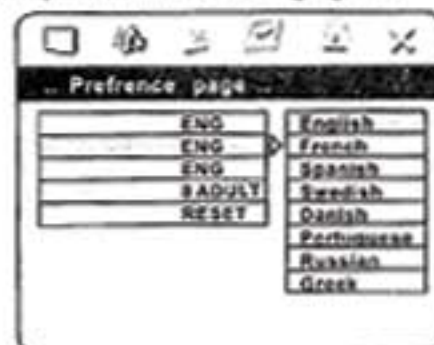 .. Prefrence page ..
ENG
ENG
ENG
8 ADULT
RESET
English
French
Spanish
Swedish
Danish
Portuguese
Russian
Greek